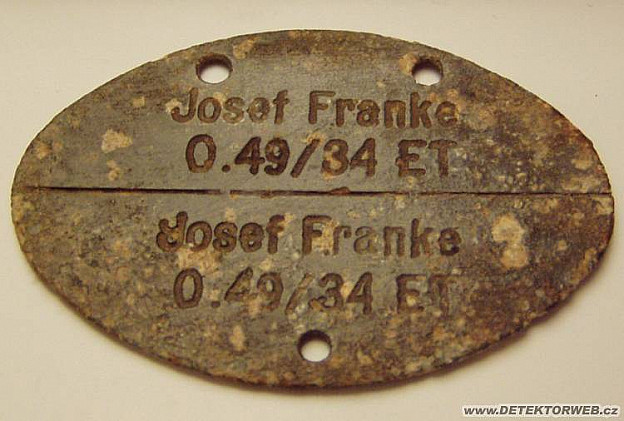 Josef Franke
O.49/34 ET
Josef Franke
O.49/34 ET
www.DETEKTORWEB.cz